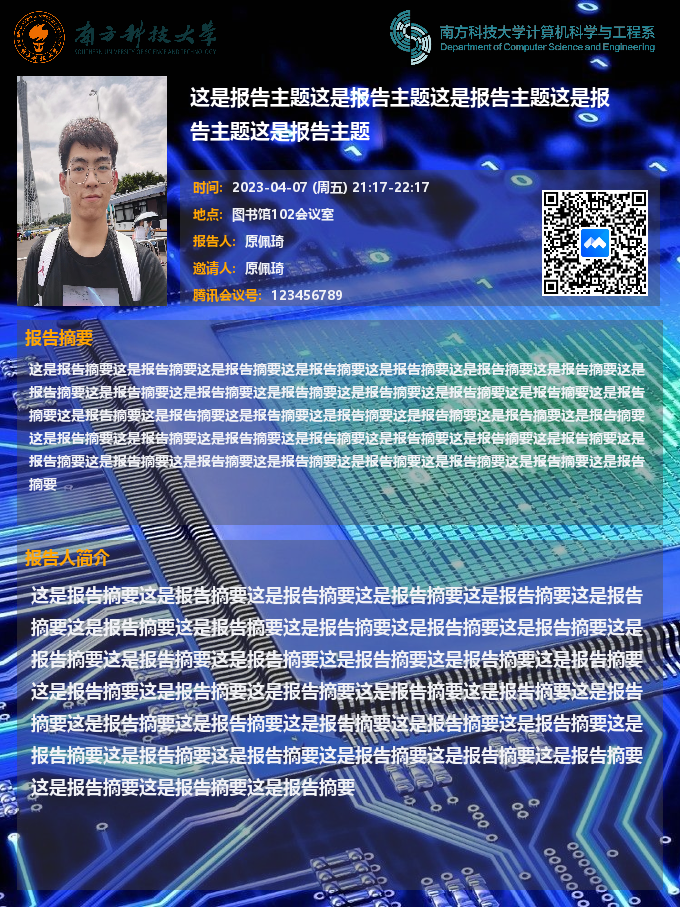 南方科技大学
SOUTHERN UNIVERSITY OF SCIENCE AND TECHNOLOGY
南方科技大学计算机科学与工程系
Department of Computer Science and Engineering
这是报告主题这是报告主题这是报告主题这是报
告主题这是报告主题
时间: 2023-04-07 (周五) 21:17-22:17
地点: 图书馆102会议室
报告人: 原佩琦
邀请人: 原佩琦
腾讯会议号: 123456789
报告摘要
这是报告摘要这是报告摘要这是报告摘要这是报告摘要这是报告摘要这是报告摘要这是报告摘要这是
报告摘要这是报告摘要这是报告摘要这是报告摘要这是报告摘要这是报告摘要这是报告摘要这是报告
摘要这是报告摘要这是报告摘要这是报告摘要这是报告摘要这是报告摘要这是报告摘要这是报告摘要
这是报告摘要这是报告摘要这是报告摘要这是报告摘要这是报告摘要这是报告摘要这是报告摘要这是
报告摘要这是报告摘要这是报告摘要这是报告摘要这是报告摘要这是报告摘要这是报告摘要这是报告
摘要
报告人简介
这是报告摘要这是报告摘要这是报告摘要这是报告摘要这是报告摘要这是报告
摘要这是报告摘要这是报告摘要这是报告摘要这是报告摘要这是报告摘要这是
报告摘要这是报告摘要这是报告摘要这是报告摘要这是报告摘要这是报告摘要
这是报告摘要这是报告摘要这是报告摘要这是报告摘要这是报告摘要这是报告
摘要这是报告摘要这是报告摘要这是报告摘要这是报告摘要这是报告摘要这是
报告摘要这是报告摘要这是报告摘要这是报告摘要这是报告摘要这是报告摘要
这是报告摘要这是报告摘要这是报告摘要